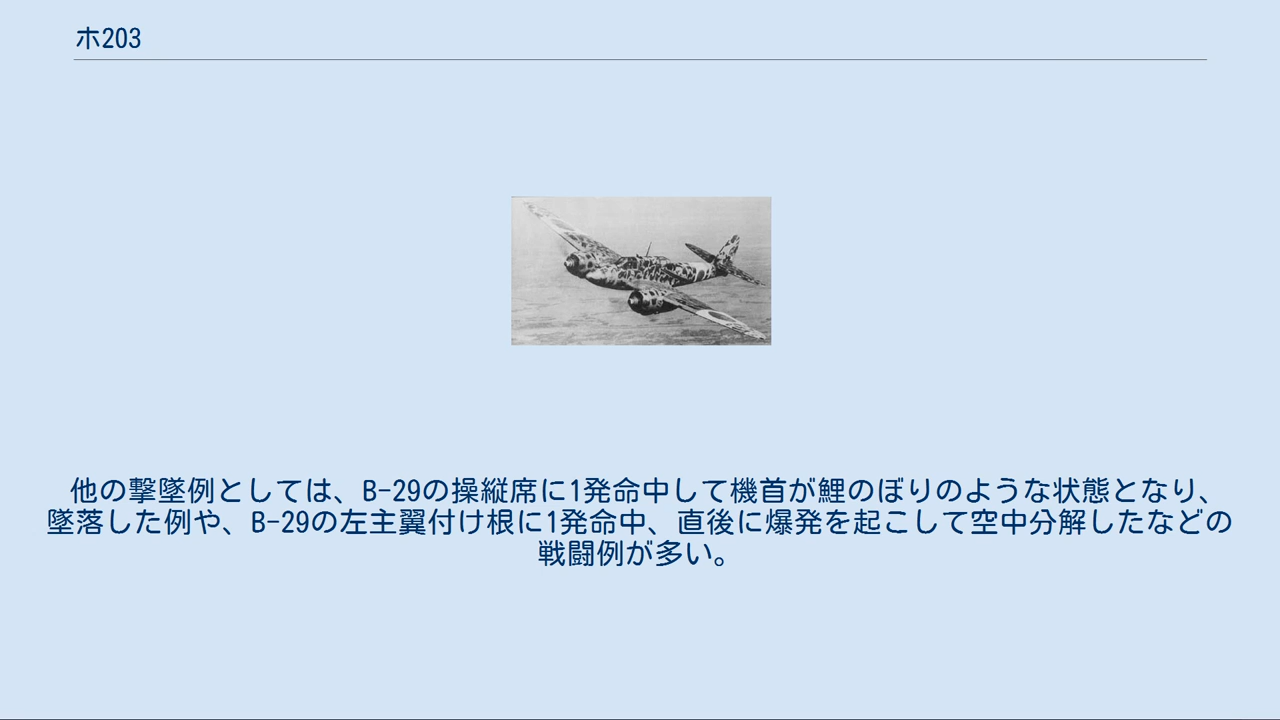 ホ203
他の撃墜例としては、B-29の操縦席に1発命中して機首が鯉のぼりのような状態となり、
墜落した例や、B-29の左主翼付け根に1発命中、直後に爆発を起こして空中分解したなどの
戦闘例が多い。